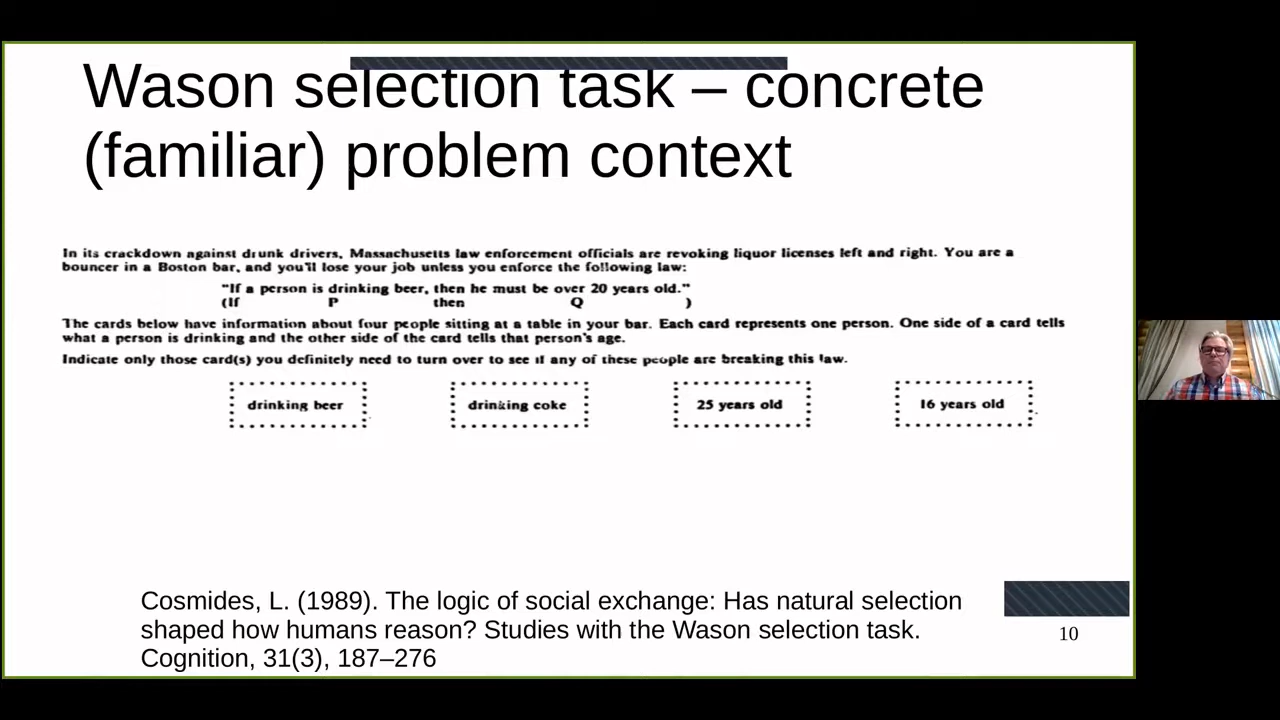 Wason selection task – concrete
(familiar) problem context
In its crackdown against drunk drivers, Massachusetts law enforcement officials are revoking liquor licenses left and right. You are a
bouncer in a Boston bar, and you'll lose your job unless you enforce the following law:
"If a person is drinking beer, then he must be over 20 years old."
(If P then Q )
The cards below have information about four people sitting at a table in your bar. Each card represents one person. One side of a card tells
what a person is drinking and the other side of the card tells that person's age.
Indicate only those card(s) you definitely need to turn over to see if any of these people are breaking this law.
drinking beer drinking coke 25 years old 16 years old
Cosmides, L. (1989). The logic of social exchange: Has natural selection
shaped how humans reason? Studies with the Wason selection task.
Cognition, 31(3), 187–276
10